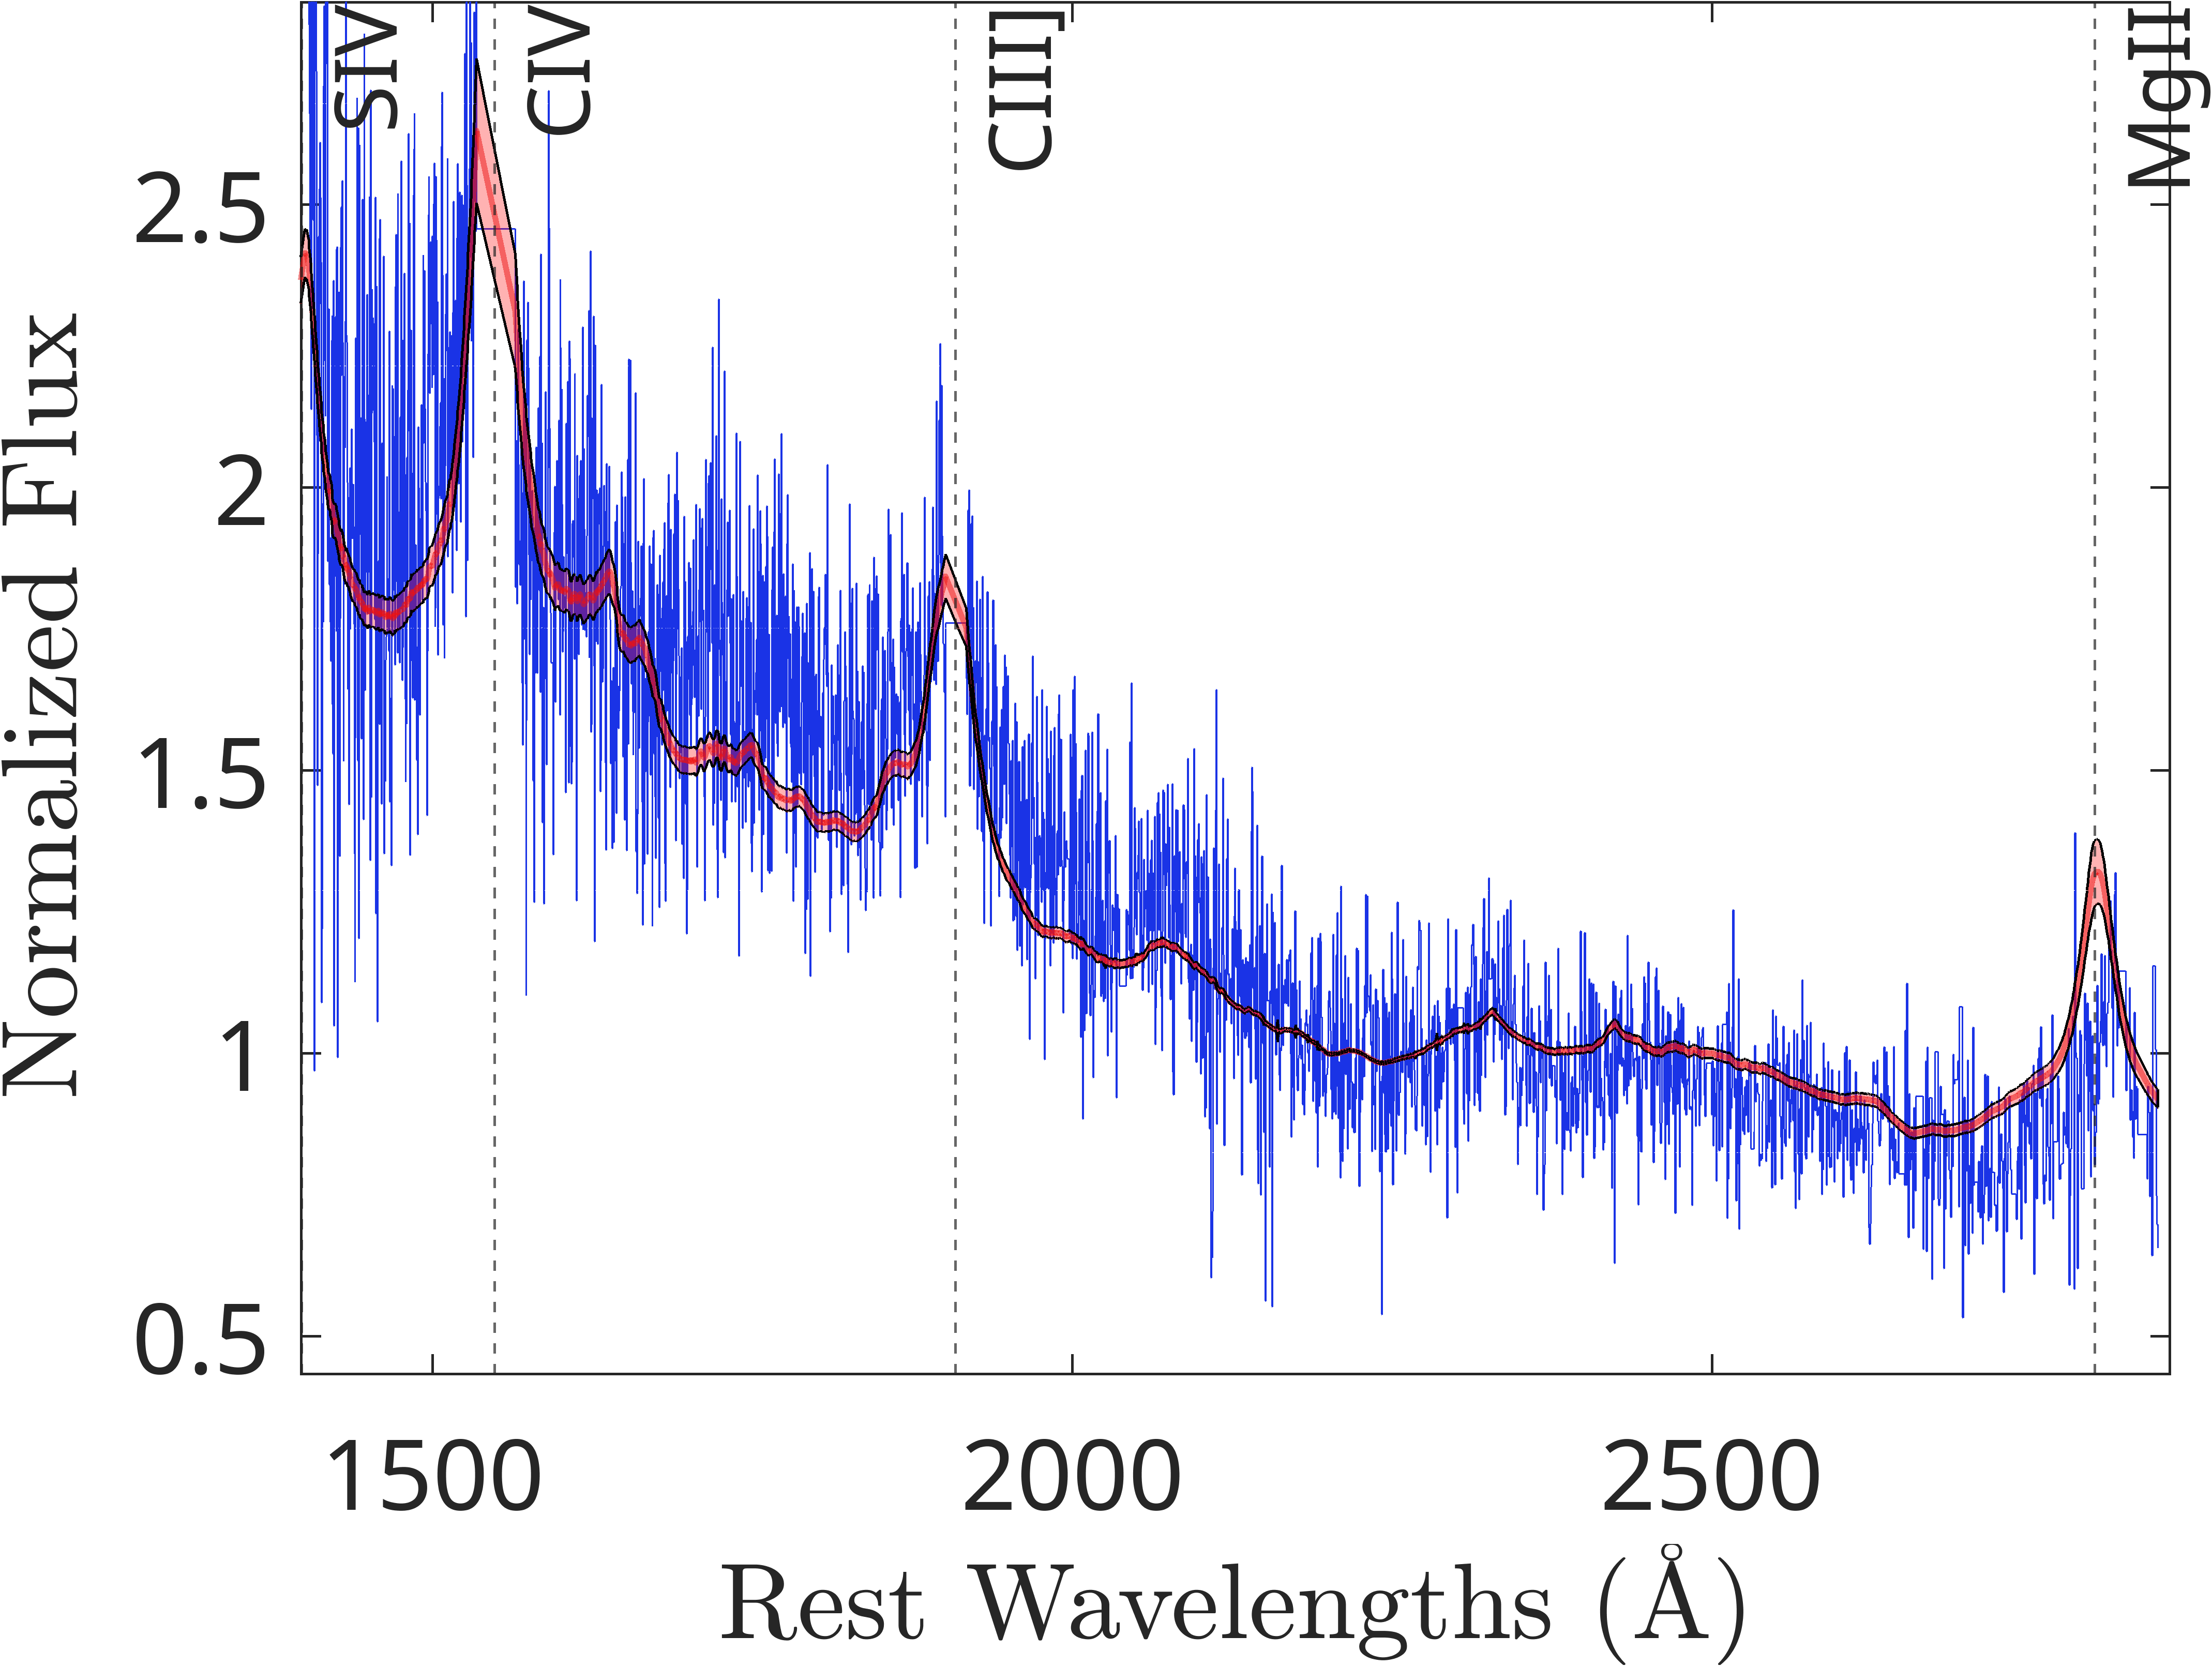 SIV
CIV
CIII]
MgII
2.5
2
1.5
1
0.5
Normalized Flux
1500
2000
2500
Rest Wavelengths (Å)